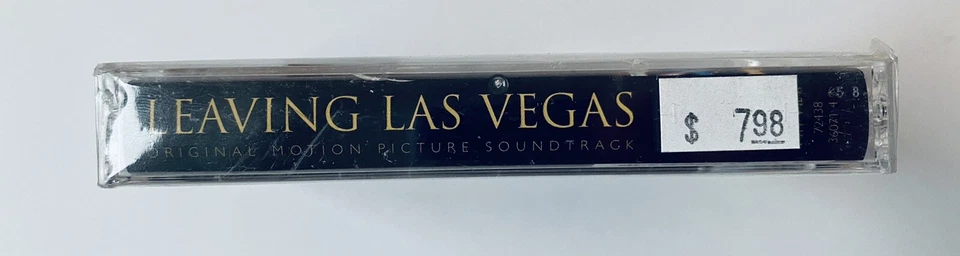 LEAVING LAS VEGAS
ORIGINAL MOTION PICTURE SOUNDTRACK
$ 798
72438
36071 4